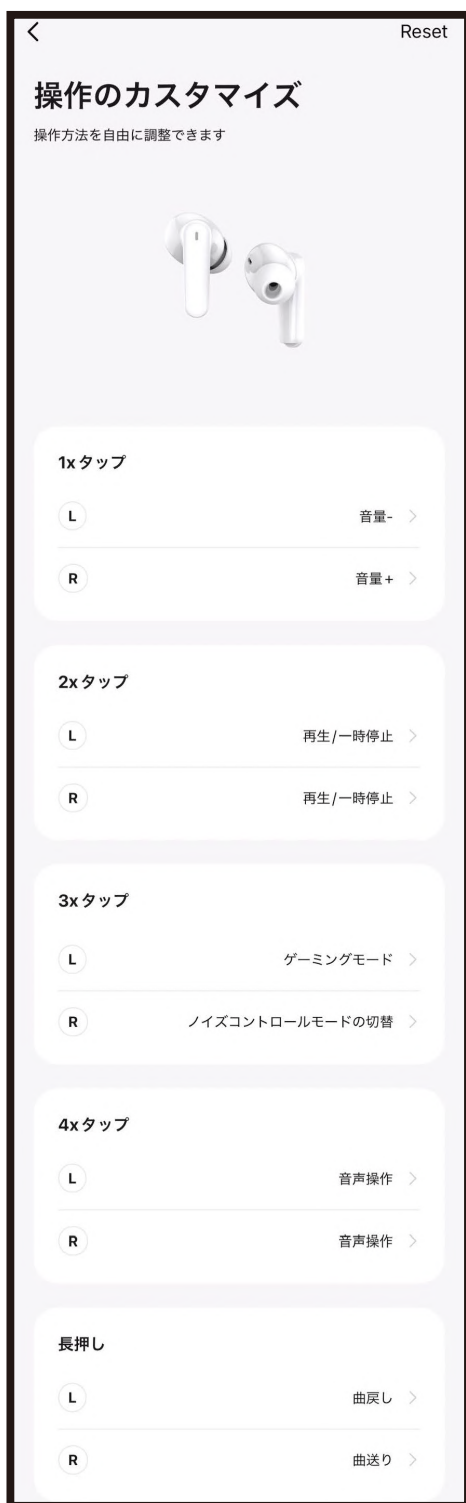 Reset
操作のカスタマイズ
操作方法を自由に調整できます
1xタップ
L 音量-
R 音量+
2xタップ
L 再生/一時停止
R 再生/一時停止
3xタップ
L ゲーミングモード
R ノイズコントロールモードの切替
4xタップ
L 音声操作
R 音声操作
長押し
L 曲戻し
R 曲送り